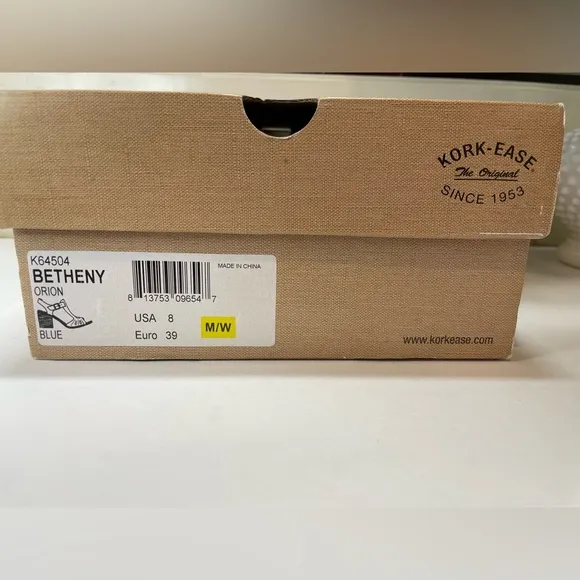 KORK-EASE®
The Original
SINCE 1953
K64504
BETHENY
ORION
BLUE
MADE IN CHINA
8 13753 09654 7
USA 8
Euro 39
M/W
www.korkease.com